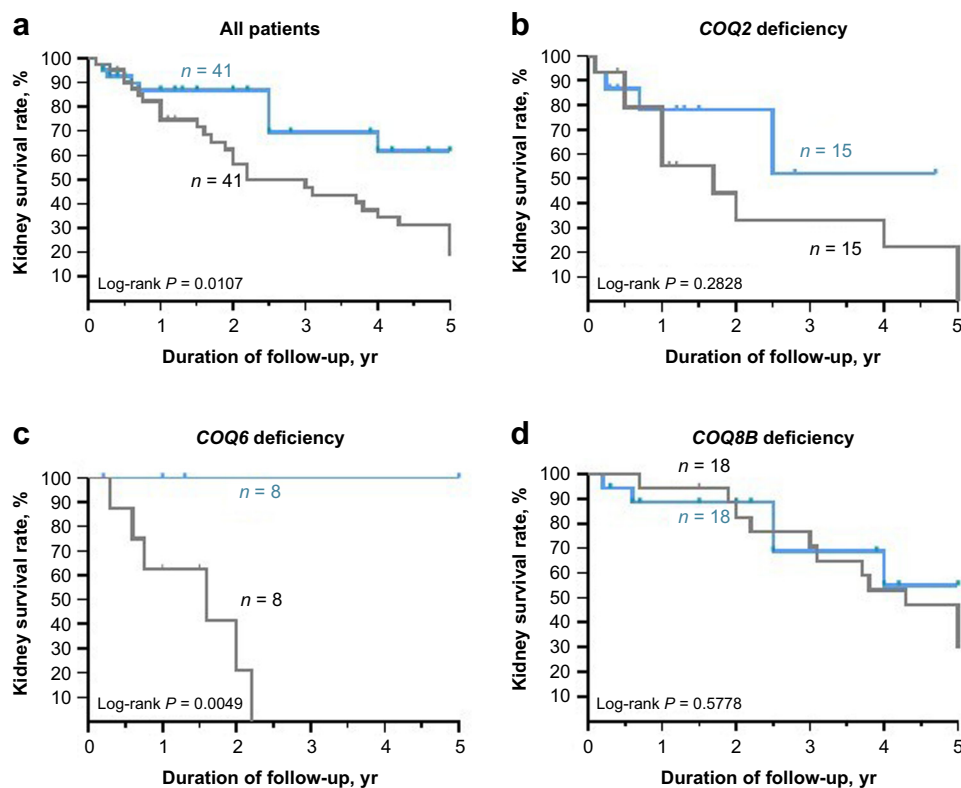 a
All patients
Kidney survival rate, %
100
90
80
70
60
50
40
30
20
10
n = 41
n = 41
Log-rank P = 0.0107
0 1 2 3 4 5
Duration of follow-up, yr
b
COQ2 deficiency
Kidney survival rate, %
100
90
80
70
60
50
40
30
20
10
n = 15
n = 15
Log-rank P = 0.2828
0 1 2 3 4 5
Duration of follow-up, yr
c
COQ6 deficiency
Kidney survival rate, %
100
90
80
70
60
50
40
30
20
10
n = 8
n = 8
Log-rank P = 0.0049
0 1 2 3 4 5
Duration of follow-up, yr
d
COQ8B deficiency
Kidney survival rate, %
100
90
80
70
60
50
40
30
20
10
n = 18
n = 18
Log-rank P = 0.5778
0 1 2 3 4 5
Duration of follow-up, yr